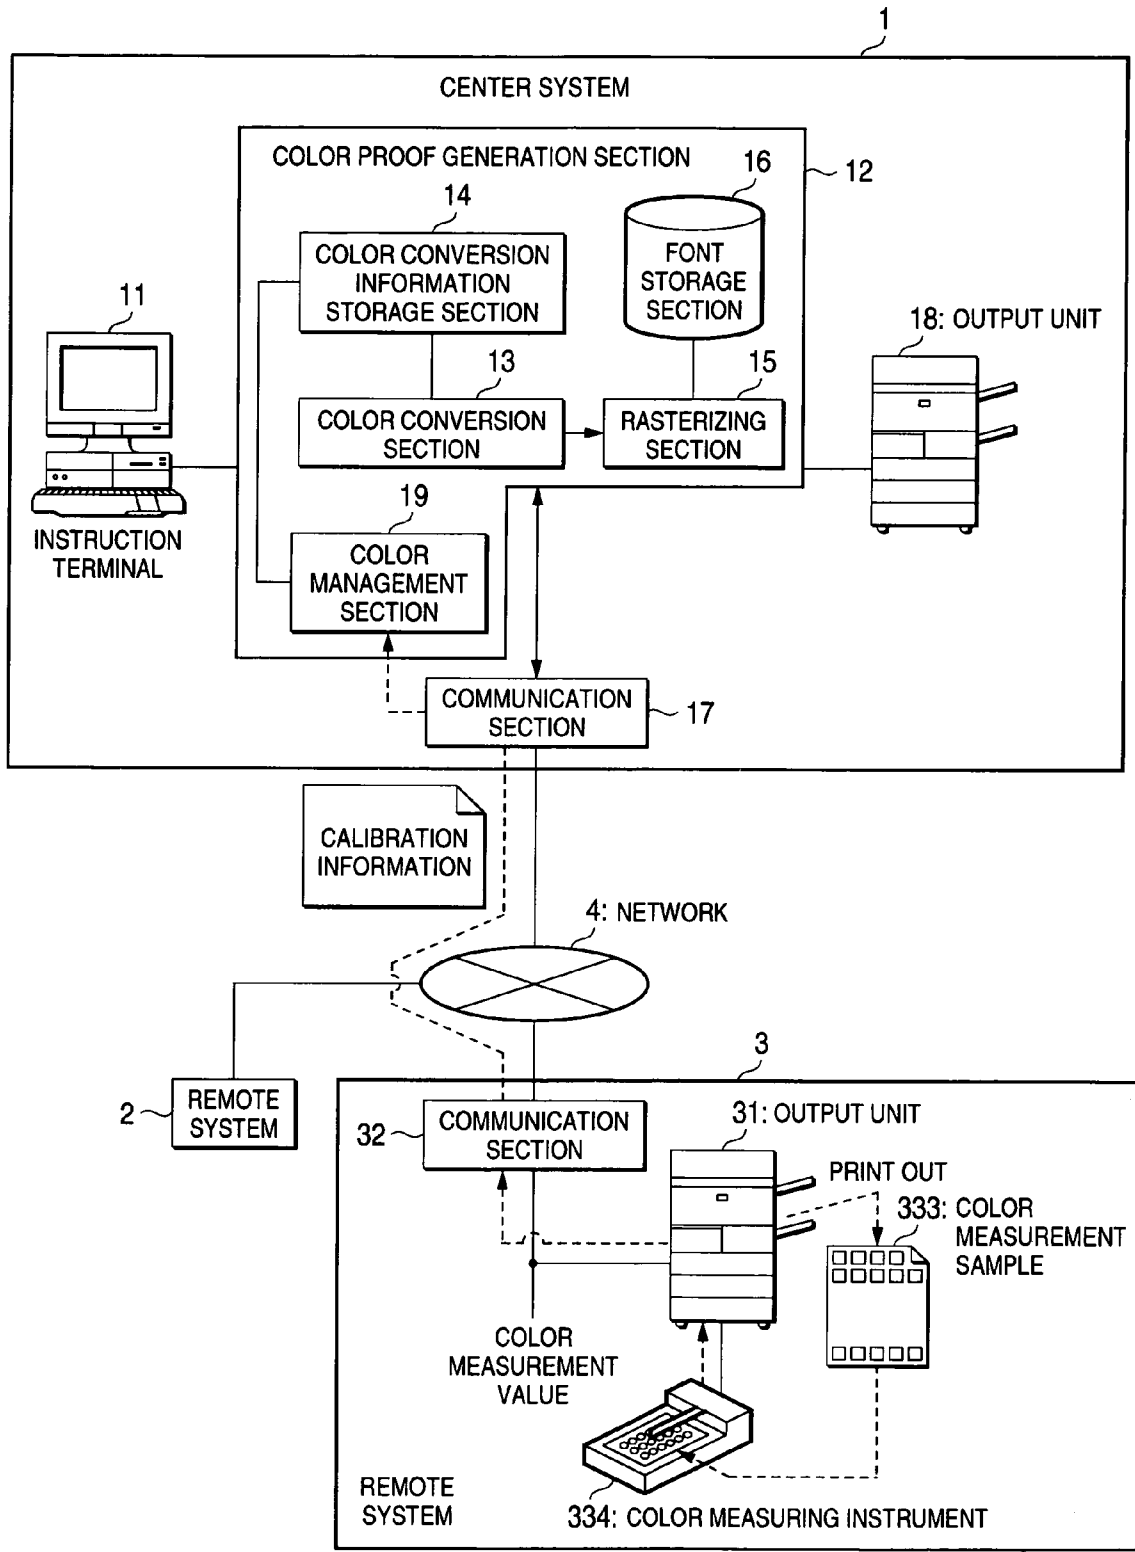 1
CENTER SYSTEM
COLOR PROOF GENERATION SECTION
12
14
16
COLOR CONVERSION
INFORMATION
STORAGE SECTION
FONT
STORAGE
SECTION
11
18: OUTPUT UNIT
13
15
COLOR CONVERSION
SECTION
RASTERIZING
SECTION
INSTRUCTION
TERMINAL
19
COLOR
MANAGEMENT
SECTION
COMMUNICATION
SECTION
17
CALIBRATION
INFORMATION
4: NETWORK
2
REMOTE
SYSTEM
3
32
COMMUNICATION
SECTION
31: OUTPUT UNIT
PRINT OUT
333: COLOR
MEASUREMENT
SAMPLE
COLOR
MEASUREMENT
VALUE
REMOTE
SYSTEM
334: COLOR MEASURING INSTRUMENT